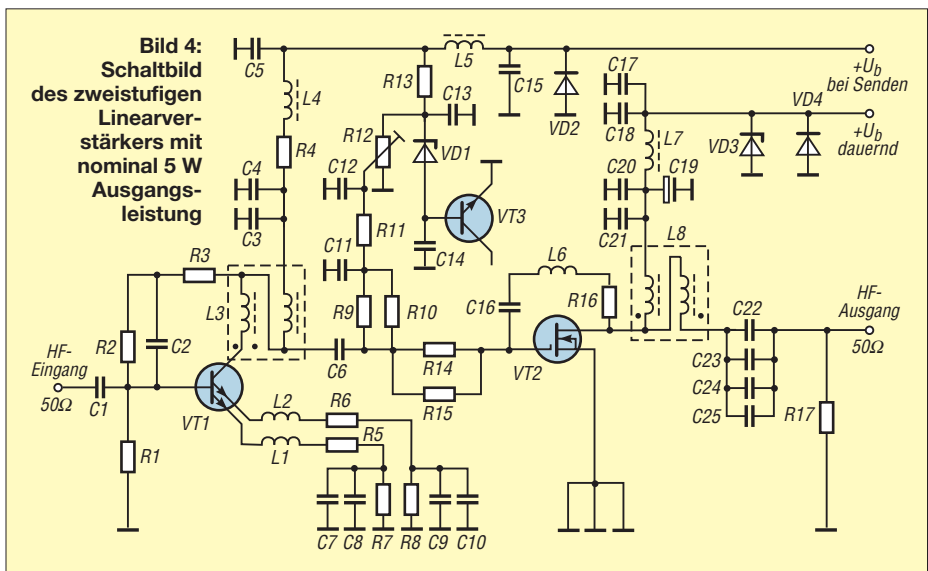 Bild 4:
Schaltbild
des zweistufigen
Linearver-
stärkers mit
nominal 5 W
Ausgangs-
leistung
C5
L5
C15
VD2
C17
+Ub
bei Senden
R13
C13
C18
VD4
+Ub
dauernd
L4
R12
VD1
L7
VD3
R4
C12
C20
C19
C4
C3
R11
VT3
C21
C11
C14
L8
R3
L6
L3
R9
R10
C16
R16
C22
HF-
Ausgang
50Ω
R2
C2
HF-
Eingang
50Ω
C1
C6
R14
VT2
C23
C24
R15
C25
R17
VT1
L2
R6
L1
R5
R1
C7
C8
R7
R8
C9
C10